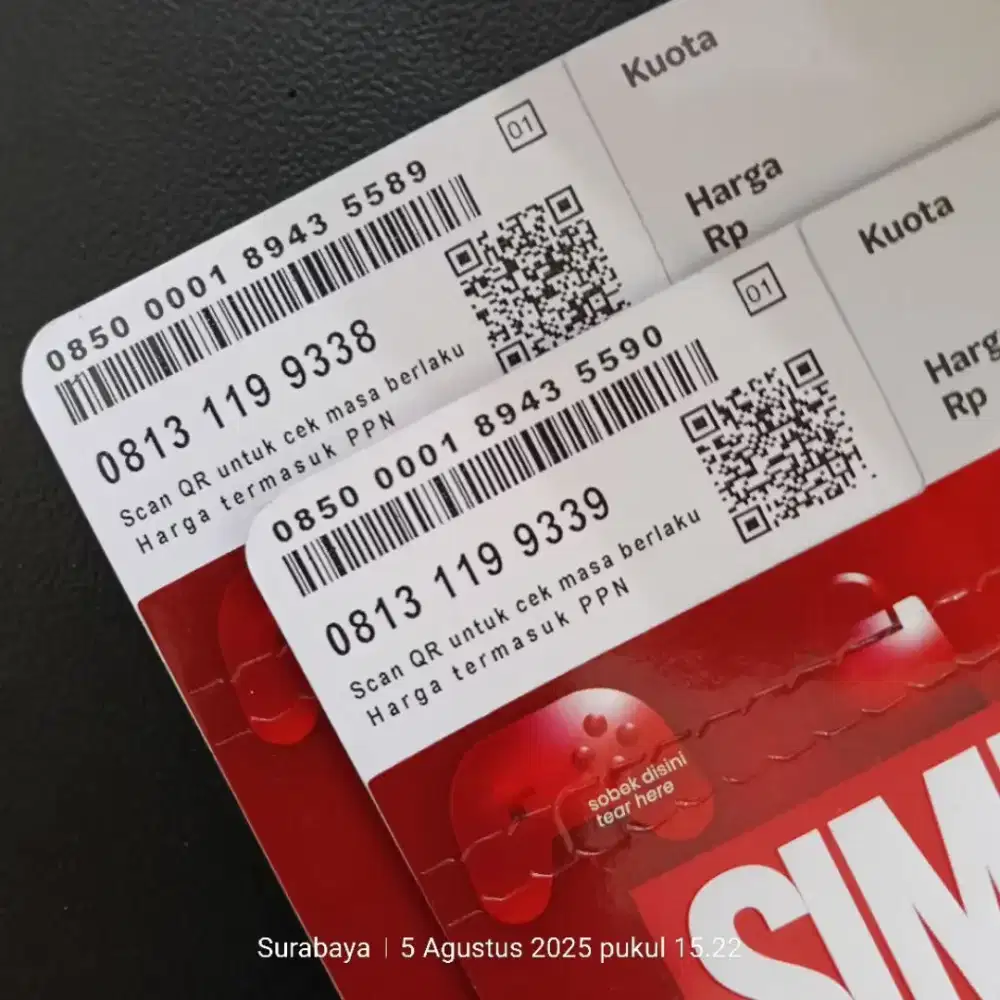 Kuota
01
Harga
Rp
0850 0001 8943 5589
0813 119 9338
Scan QR untuk cek masa berlaku
Harga termasuk PPN
Kuota
01
Harg
Rp
0850 0001 8943 5590
0813 119 9339
Scan QR untuk cek masa berlaku
Harga termasuk PPN
sobek disini
tear here
SIM
Surabaya | 5 Agustus 2025 pukul 15.22